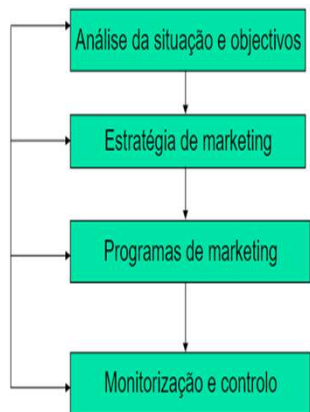 Análise da situação e objectivos
Estratégia de marketing
Programas de marketing
Monitorização e controlo